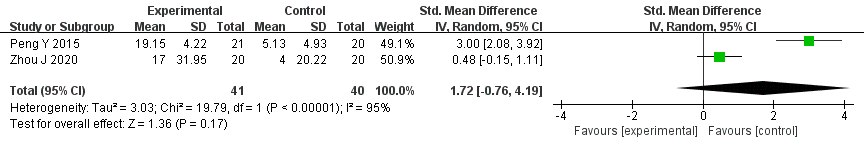 Experimental Control Std. Mean Difference Std. Mean Difference
Study or Subgroup Mean SD Total Mean SD Total Weight IV, Random, 95% CI IV, Random, 95% CI
Peng Y 2015 19.15 4.22 21 5.13 4.93 20 49.1% 3.00 [2.08, 3.92]
Zhou J 2020 17 31.95 20 4 20.22 20 50.9% 0.48 [-0.15, 1.11]
Total (95% CI) 41 40 100.0% 1.72 [-0.76, 4.19]
Heterogeneity: Tau² = 3.03; Chi² = 19.79, df = 1 (P < 0.00001); I² = 95%
Test for overall effect: Z = 1.36 (P = 0.17)
-4 -2 0 2 4
Favours [experimental] Favours [control]